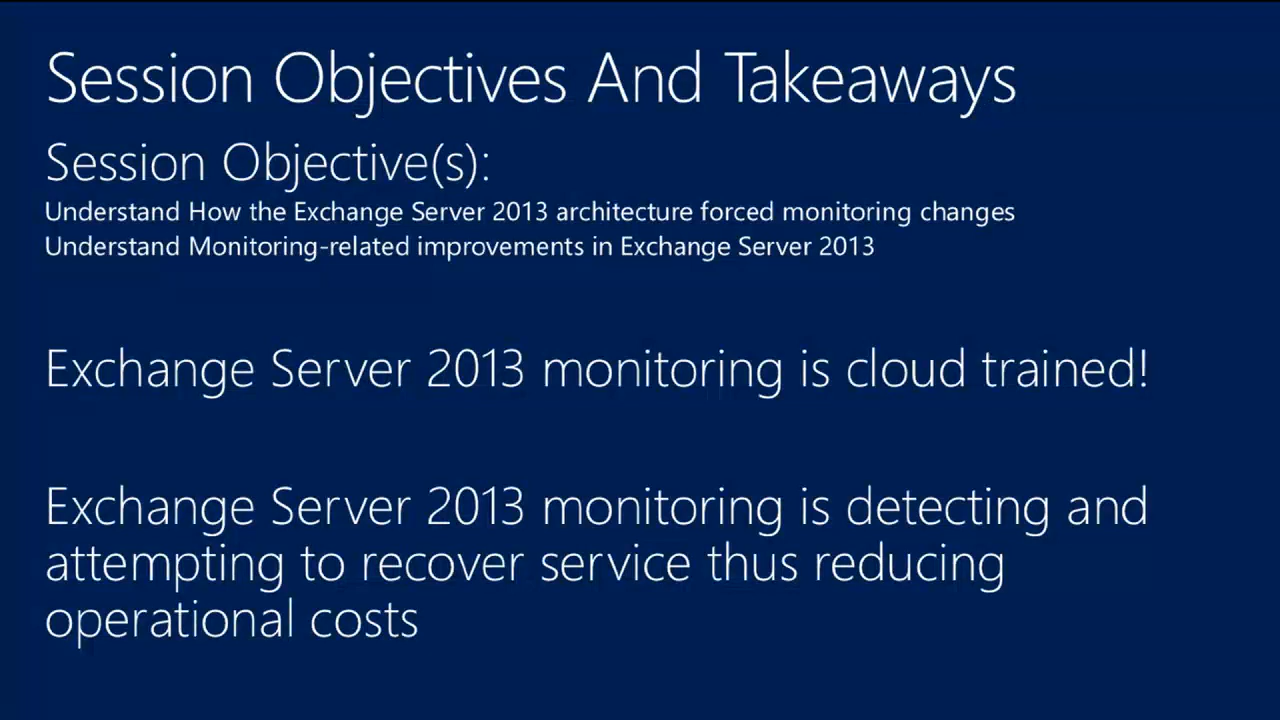 Session Objectives And Takeaways
Session Objective(s):
Understand How the Exchange Server 2013 architecture forced monitoring changes
Understand Monitoring-related improvements in Exchange Server 2013
Exchange Server 2013 monitoring is cloud trained!
Exchange Server 2013 monitoring is detecting and
attempting to recover service thus reducing
operational costs